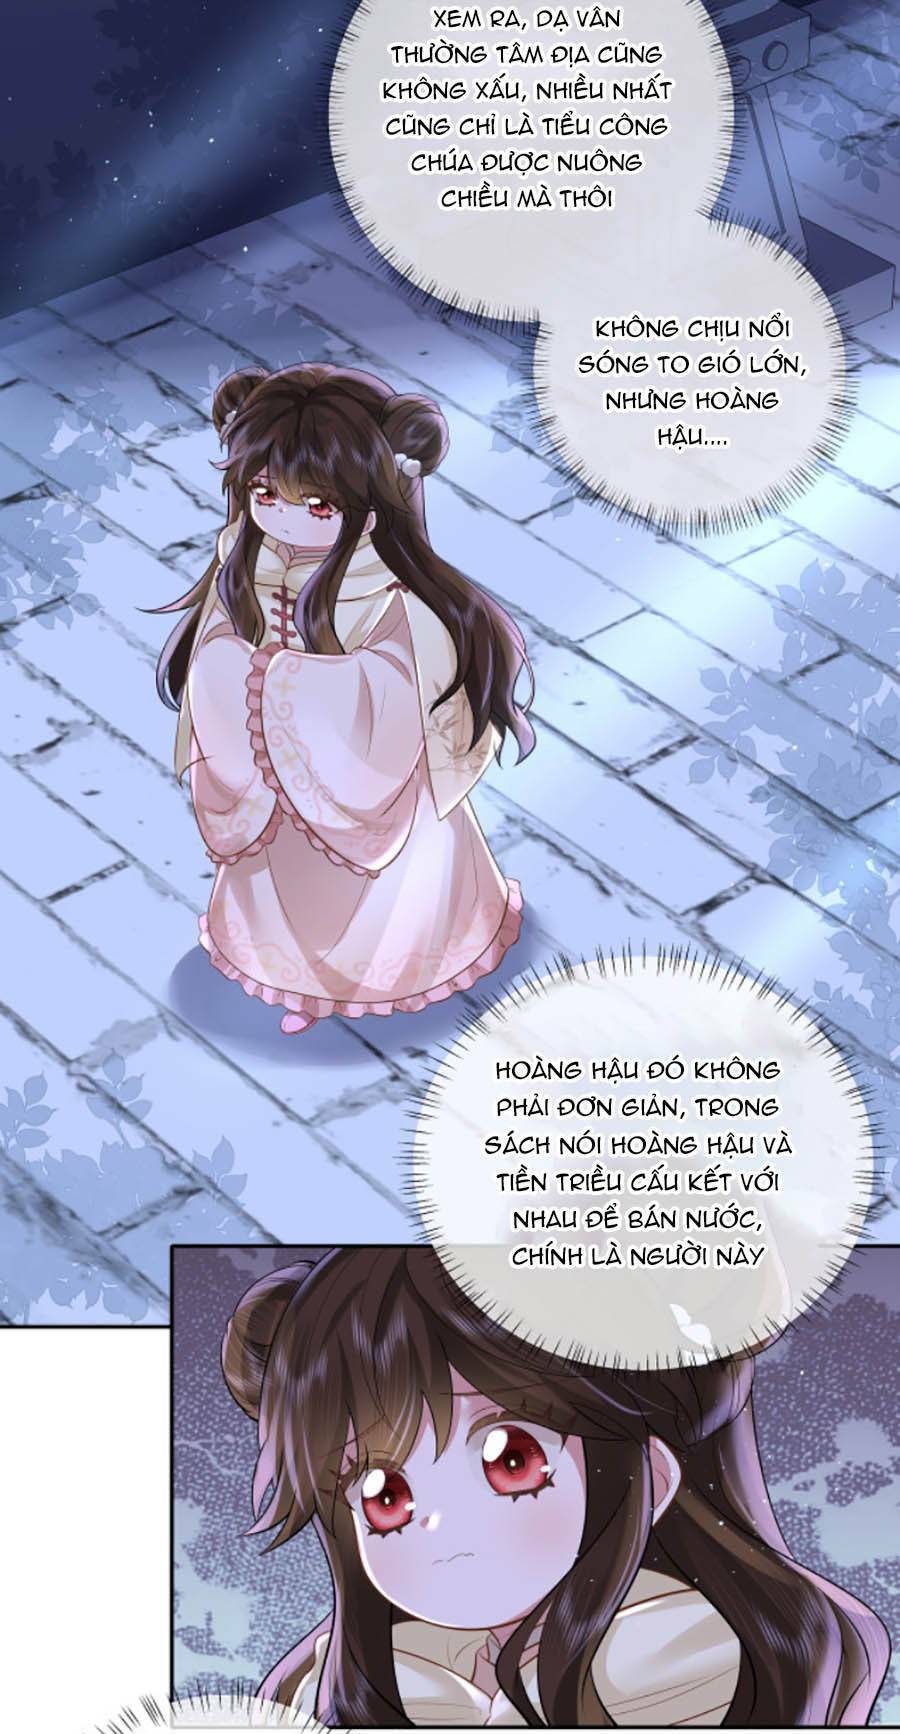 XEM RA, DẠ VÂN
THƯỜNG TÂM ĐỊA CŨNG
KHÔNG XẤU, NHIỀU NHẤT
CŨNG CHỈ LÀ TIỂU CÔNG
CHÚA ĐƯỢC NUÔNG
CHIỀU MÀ THÔI
KHÔNG CHỊU NỔI
SÓNG TO GIÓ LỚN,
NHƯNG HOÀNG
HẬU....
HOÀNG HẬU ĐÓ KHÔNG
PHẢI ĐƠN GIẢN, TRONG
SÁCH NÓI HOÀNG HẬU VÀ
TIỀN TRIỀU CẤU KẾT VỚI
NHAU ĐỂ BÁN NƯỚC,
CHÍNH LÀ NGƯỜI NÀY